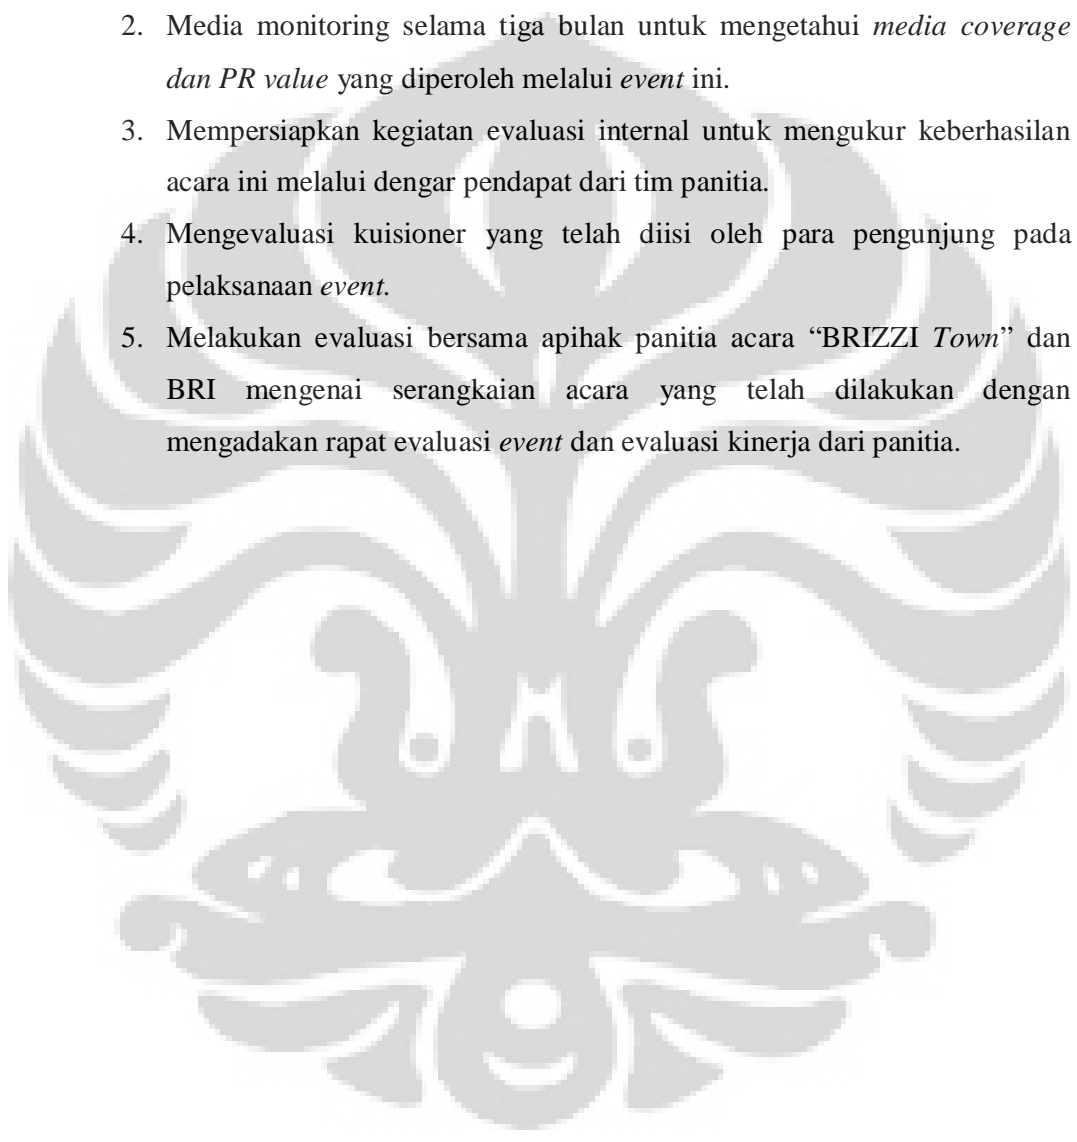 2. Media monitoring selama tiga bulan untuk mengetahui media coverage
dan PR value yang diperoleh melalui event ini.
3. Mempersiapkan kegiatan evaluasi internal untuk mengukur keberhasilan
acara ini melalui dengar pendapat dari tim panitia.
4. Mengevaluasi kuisioner yang telah diisi oleh para pengunjung pada
pelaksanaan event.
5. Melakukan evaluasi bersama apihak panitia acara “BRIZZI Town” dan
BRI mengenai serangkaian acara yang telah dilakukan dengan
mengadakan rapat evaluasi event dan evaluasi kinerja dari panitia.